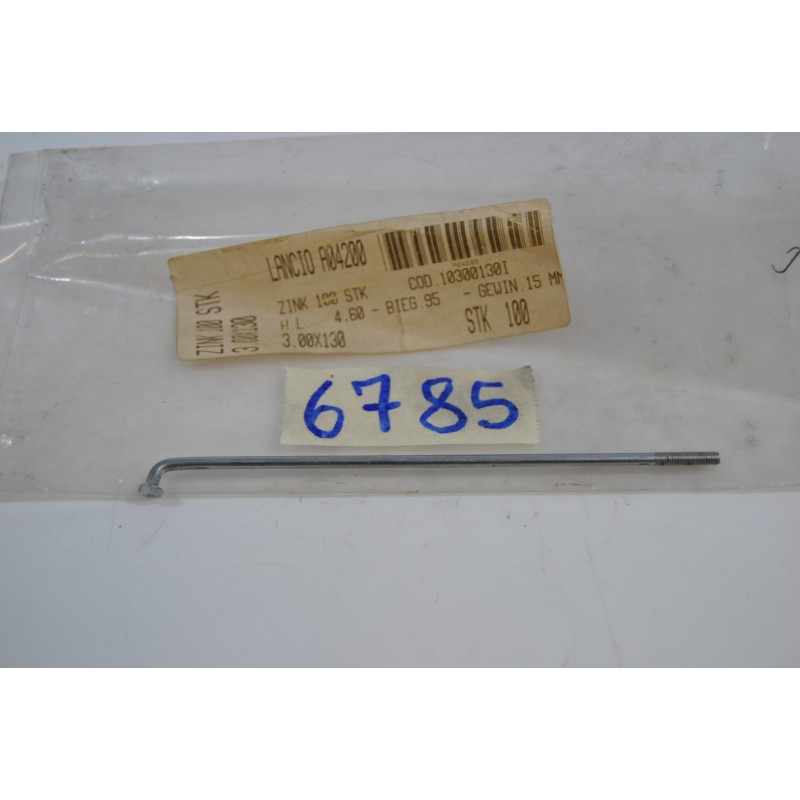 LANCIO A04200
A04200
COD.10300130I
ZINK 100 STK
H L 4.60 - BIEG 95 - GEWIN.15 MM
3.00X130
STK 100
ZINK 100 STK
3.00X130
6785